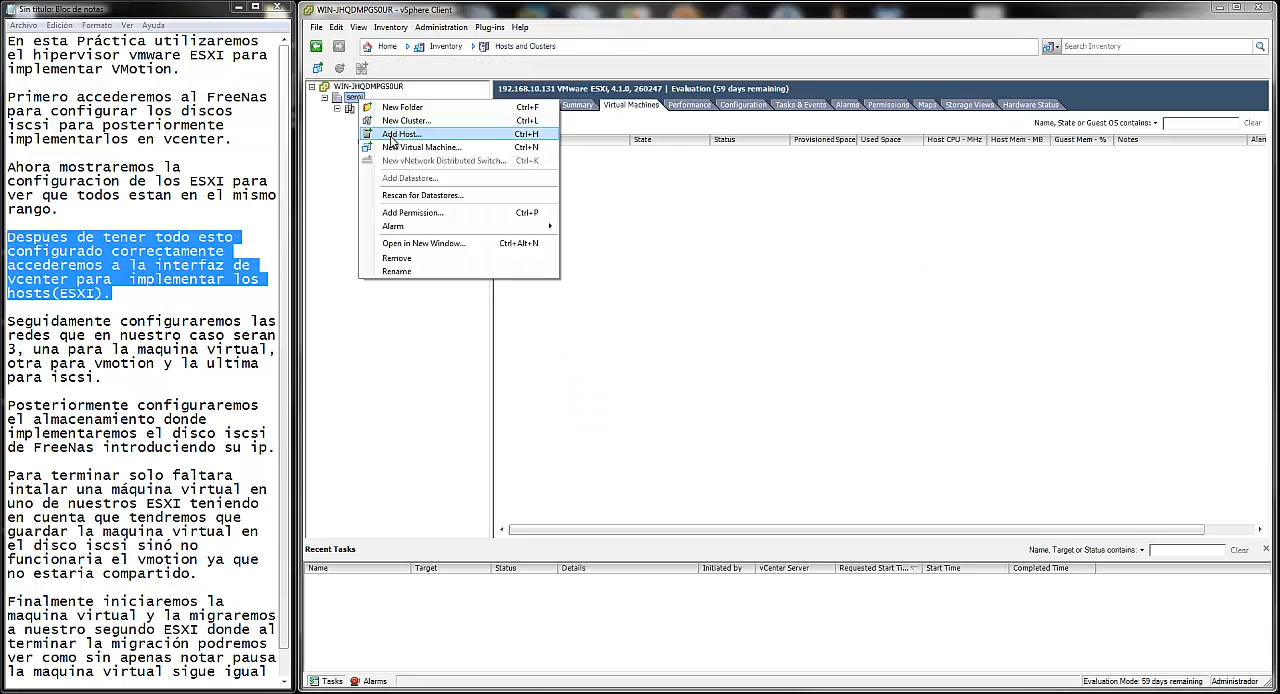 Sin título: Bloc de notas
Archivo Edición Formato Ver Ayuda
En esta Práctica utilizaremos
el hipervisor vmware ESXI para
implementar VMotion.
Primero accederemos al FreeNas
para configurar los discos
iscsi para posteriormente
implementarlos en vcenter.
Ahora mostraremos la
configuracion de los ESXI para
ver que todos estan en el mismo
rango.
Despues de tener todo esto
configurado correctamente
accederemos a la interfaz de
vcenter para  implementar los
hosts(ESXI).
Seguidamente configuraremos las
redes que en nuestro caso seran
3, una para la maquina virtual,
otra para vmotion y la ultima
para iscsi.
Posteriormente configuraremos
el almacenamiento donde
implementaremos el disco iscsi
de FreeNas introduciendo su ip.
Para terminar solo faltara
intalar una máquina virtual en
uno de nuestros ESXI teniendo
en cuenta que tendremos que
guardar la maquina virtual en
el disco iscsi sinó no
funcionaria el vmotion ya que
no estaria compartido.
Finalmente iniciaremos la
maquina virtual y la migraremos
a nuestro segundo ESXI donde al
terminar la migración podremos
ver como sin apenas notar pausa
la maquina virtual sigue igual
WIN-JHQDMPGS0UR - vSphere Client
File Edit View Inventory Administration Plug-ins Help
Home Inventory Hosts and Clusters
Search Inventory
WIN-JHQDMPGS0UR
sergi
New Folder Ctrl+F
New Cluster... Ctrl+L
Add Host... Ctrl+H
New Virtual Machine... Ctrl+N
New vNetwork Distributed Switch... Ctrl+K
Add Datastore...
Rescan for Datastores...
Add Permission... Ctrl+P
Alarm
Open in New Window... Ctrl+Alt+N
Remove
Rename
192.168.10.131 VMware ESXi, 4.1.0, 260247 | Evaluation (59 days remaining)
Summary Virtual Machines Performance Configuration Tasks & Events Alarms Permissions Maps Storage Views Hardware Status
Name, State or Guest OS contains: Clear
State Status Provisioned Space Used Space Host CPU - MHz Host Mem - MB Guest Mem - % Notes Alan
Recent Tasks
Name, Target or Status contains: Clear
Name Target Status Details Initiated by vCenter Server Requested Start Ti... Start Time Completed Time
Tasks Alarms
Evaluation Mode: 59 days remaining Administrador